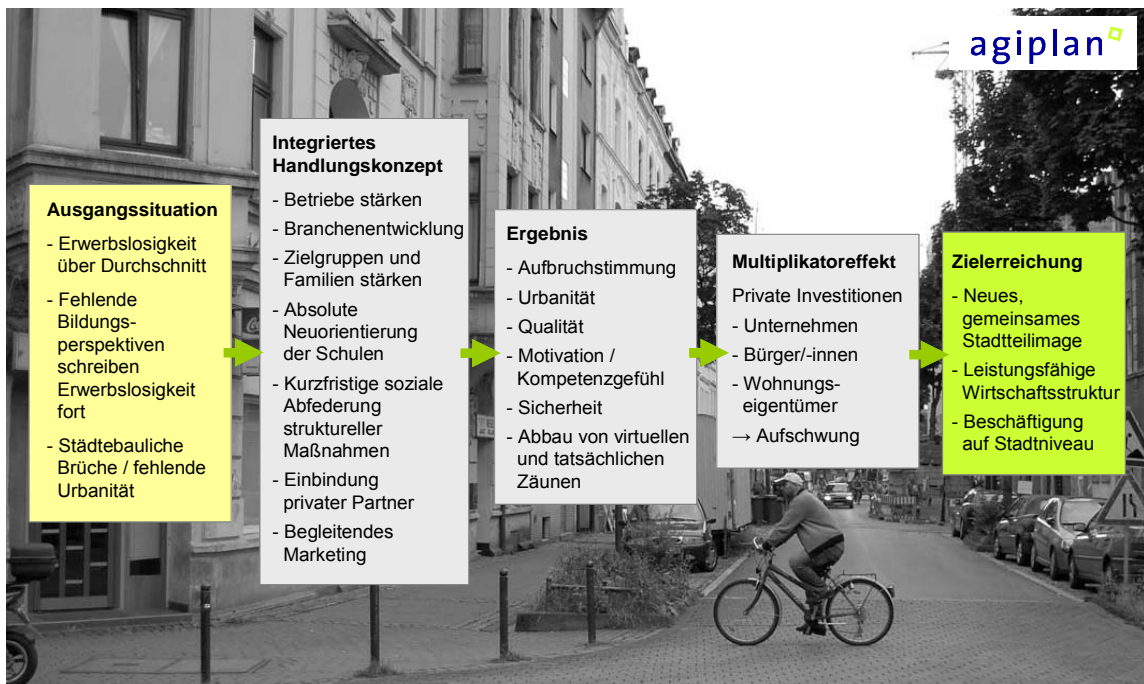 agiplan
Ausgangssituation
- Erwerbslosigkeit
über Durchschnitt
- Fehlende
Bildungs-
perspektiven
schreiben
Erwerbslosigkeit
fort
- Städtebauliche
Brüche / fehlende
Urbanität
Integriertes
Handlungskonzept
- Betriebe stärken
- Branchenentwicklung
- Zielgruppen und
Familien stärken
- Absolute
Neuorientierung
der Schulen
- Kurzfristige soziale
Abfederung
struktureller
Maßnahmen
- Einbindung
privater Partner
- Begleitendes
Marketing
Ergebnis
- Aufbruchstimmung
- Urbanität
- Qualität
- Motivation /
Kompetenzgefühl
- Sicherheit
- Abbau von virtuellen
und tatsächlichen
Zäunen
Multiplikatoreffekt
Private Investitionen
- Unternehmen
- Bürger/-innen
- Wohnungs-
eigentümer
→ Aufschwung
Zielerreichung
- Neues,
gemeinsames
Stadtteilimage
- Leistungsfähige
Wirtschaftsstruktur
- Beschäftigung
auf Stadtniveau